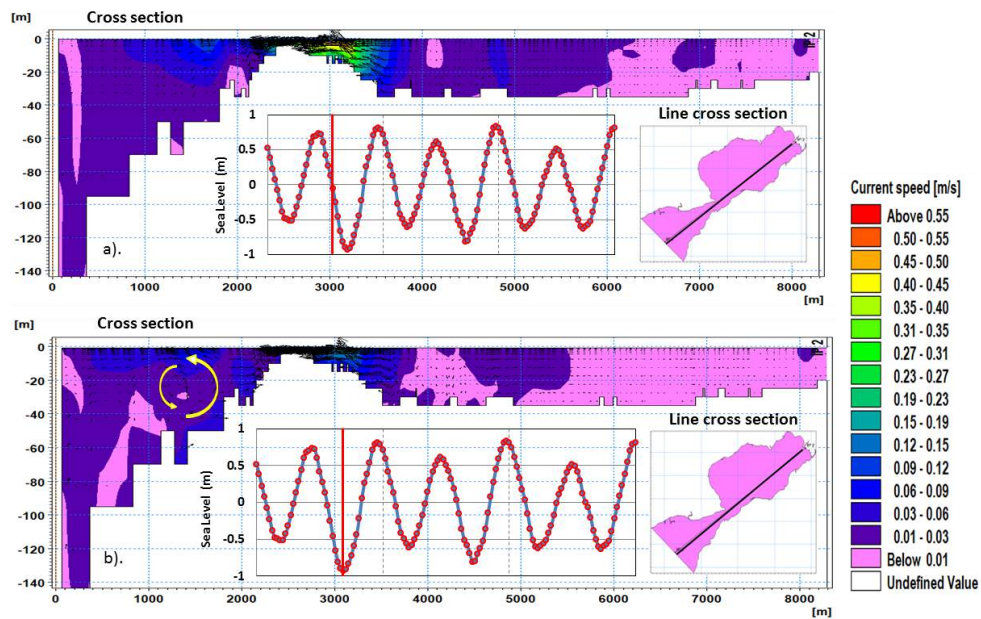 [m] Cross section
0
-20
-40
-60
-80
-100
-120
-140
0 1000 2000 3000 4000 5000 6000 7000 8000
[m]
Sea Level (m)
1
0.5
0
-0.5
-1
a).
Line cross section
[m] Cross section
0
-20
-40
-60
-80
-100
-120
-140
0 1000 2000 3000 4000 5000 6000 7000 8000
[m]
Sea Level (m)
1
0.5
0
-0.5
-1
b).
Line cross section
Current speed [m/s]
Above 0.55
0.50 - 0.55
0.45 - 0.50
0.40 - 0.45
0.35 - 0.40
0.31 - 0.35
0.27 - 0.31
0.23 - 0.27
0.19 - 0.23
0.15 - 0.19
0.12 - 0.15
0.09 - 0.12
0.06 - 0.09
0.03 - 0.06
0.01 - 0.03
Below 0.01
Undefined Value